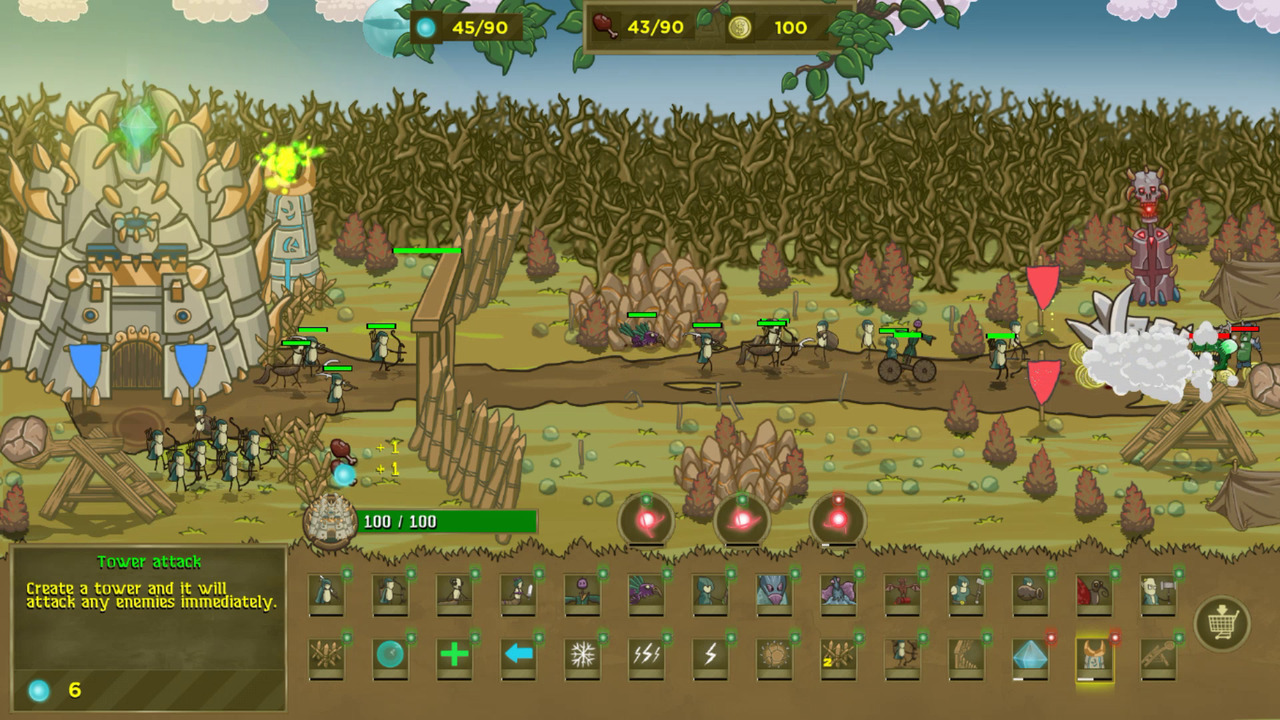 45/90
43/90
100
+ 1
+ 1
100 / 100
Tower attack
Create a tower and it will
attack any enemies immediately.
6
2